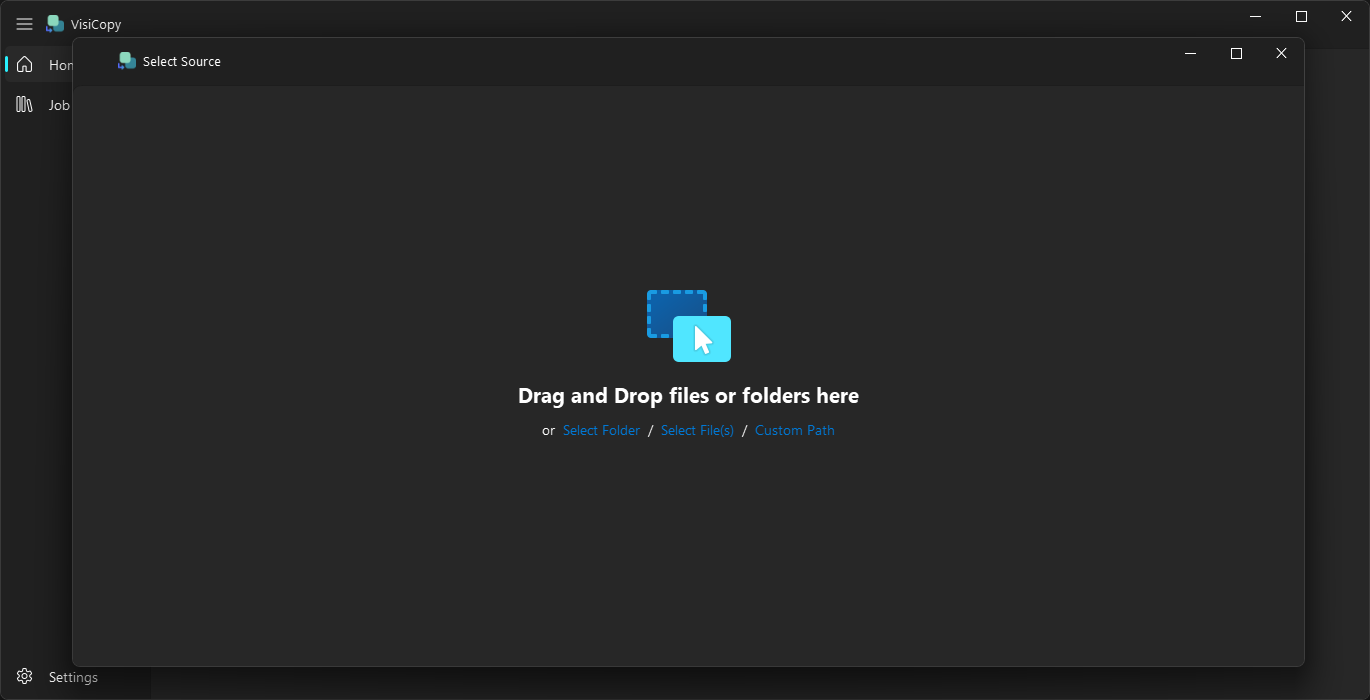 VisiCopy
Select Source
Hom
Job
Drag and Drop files or folders here
or Select Folder / Select File(s) / Custom Path
Settings